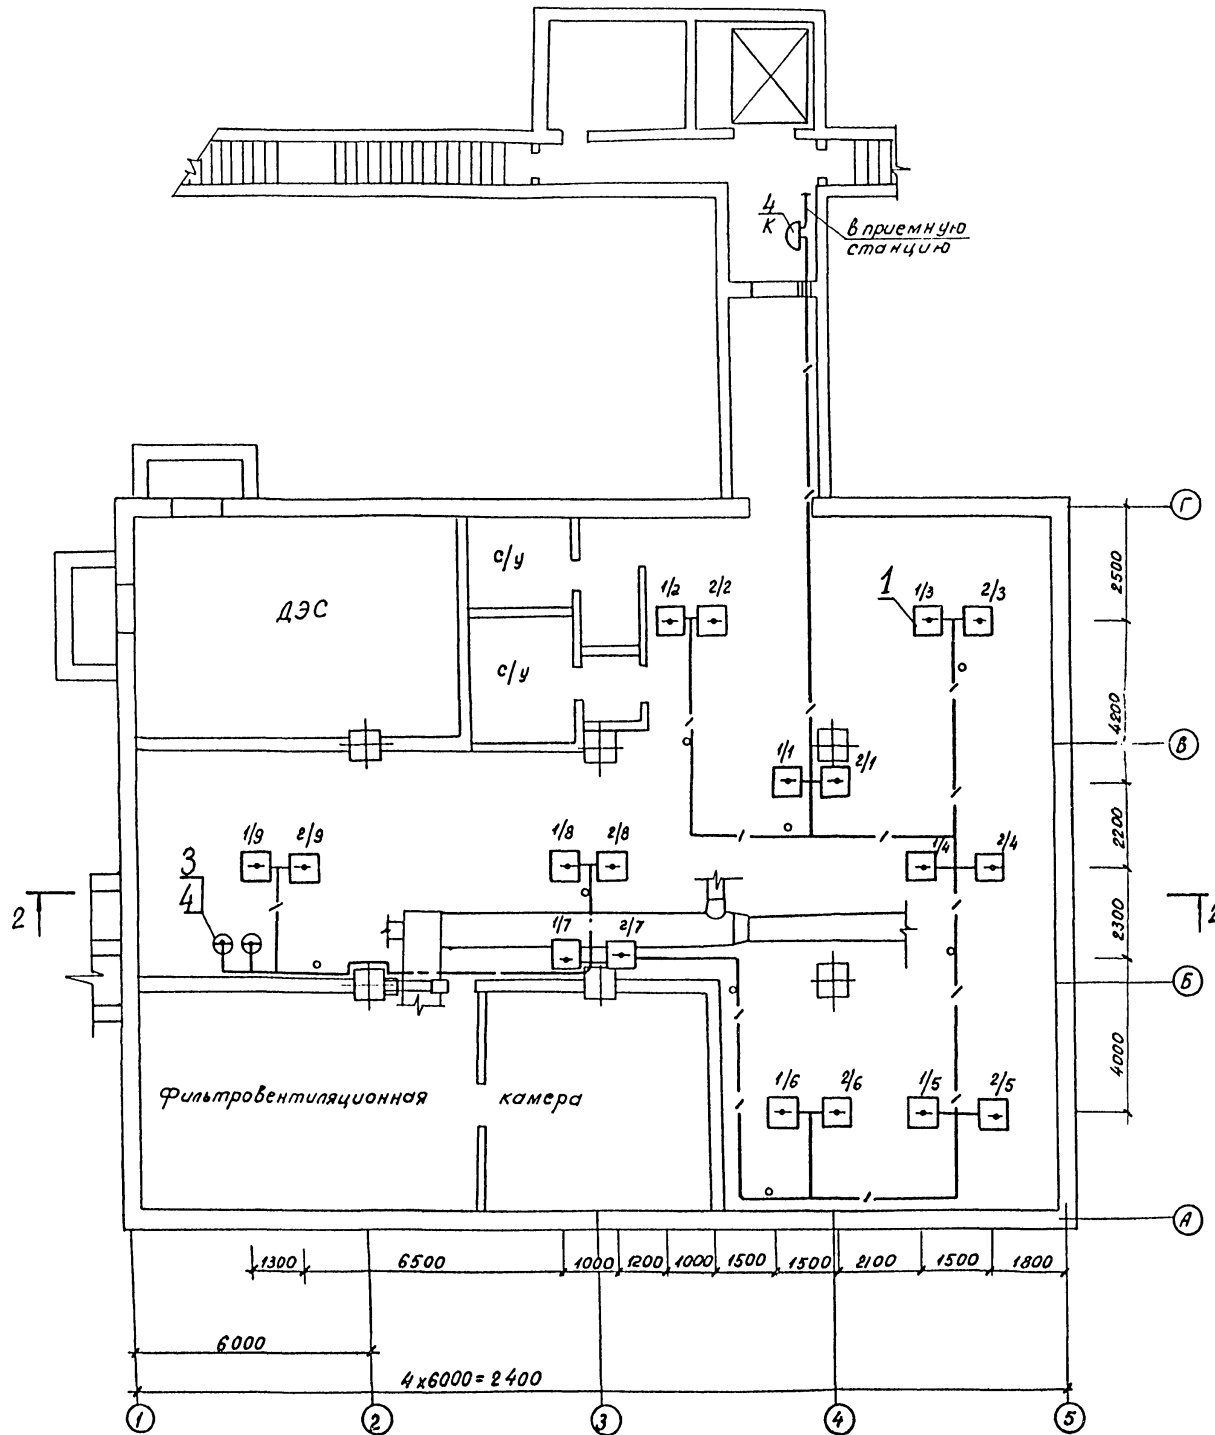 4
К
в приемную
станцию
Г
с/у
ДЭС
1/2 2/2
1
1/3 2/3
2500
с/у
4200
В
1/1 2/1
2200
1/9 2/9
1/8 2/8
1/4 2/4
3
4
2
2
1/7 2/7
2300
Б
4000
Фильтровентиляционная камера
1/6 2/6
1/5 2/5
А
1300 6500 1000 1200 1000 1500 1500 2100 1500 1800
6000
4х6000=2400
1 2 3 4 5